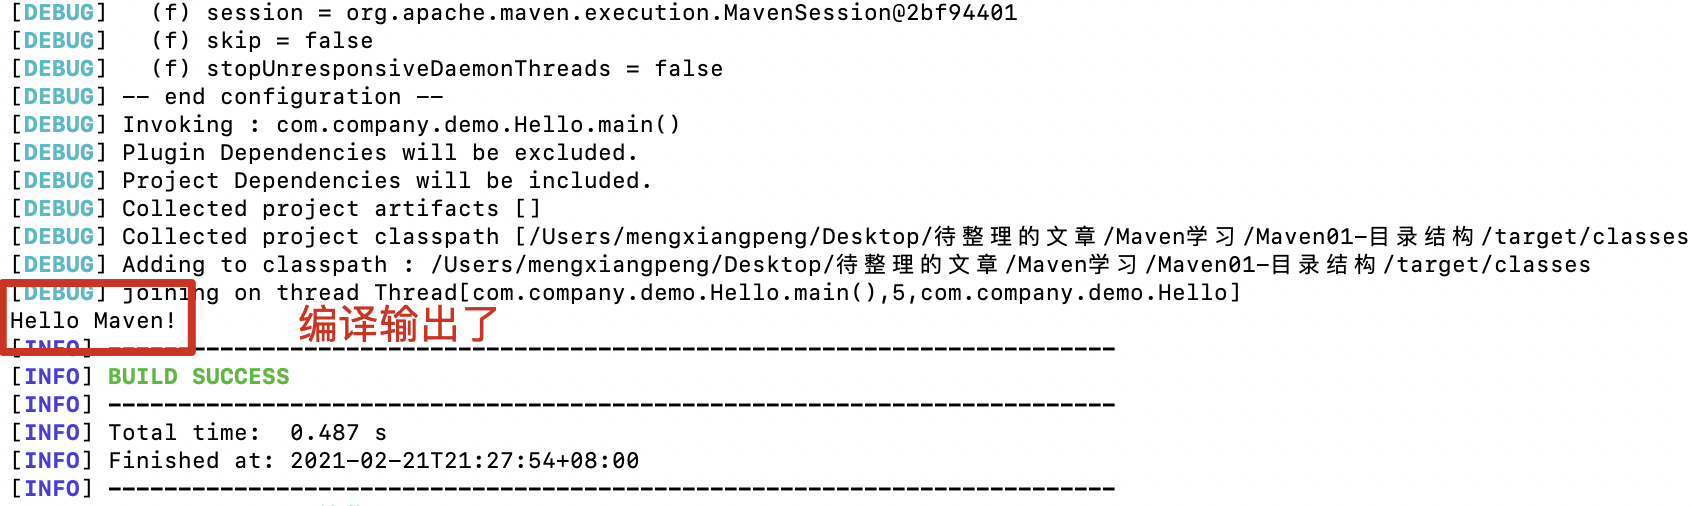 [DEBUG]   (f) session = org.apache.maven.execution.MavenSession@2bf94401
[DEBUG]   (f) skip = false
[DEBUG]   (f) stopUnresponsiveDaemonThreads = false
[DEBUG] -- end configuration --
[DEBUG] Invoking : com.company.demo.Hello.main()
[DEBUG] Plugin Dependencies will be excluded.
[DEBUG] Project Dependencies will be included.
[DEBUG] Collected project artifacts []
[DEBUG] Collected project classpath [/Users/mengxiangpeng/Desktop/待整理的文章/Maven学习/Maven01-目录结构/target/classes
[DEBUG] Adding to classpath : /Users/mengxiangpeng/Desktop/待整理的文章/Maven学习/Maven01-目录结构/target/classes
[DEBUG] joining on thread Thread[com.company.demo.Hello.main(),5,com.company.demo.Hello]
Hello Maven!
编译输出了
[INFO] ------------------------------------------------------------------------
[INFO] BUILD SUCCESS
[INFO] ------------------------------------------------------------------------
[INFO] Total time:  0.487 s
[INFO] Finished at: 2021-02-21T21:27:54+08:00
[INFO] ------------------------------------------------------------------------